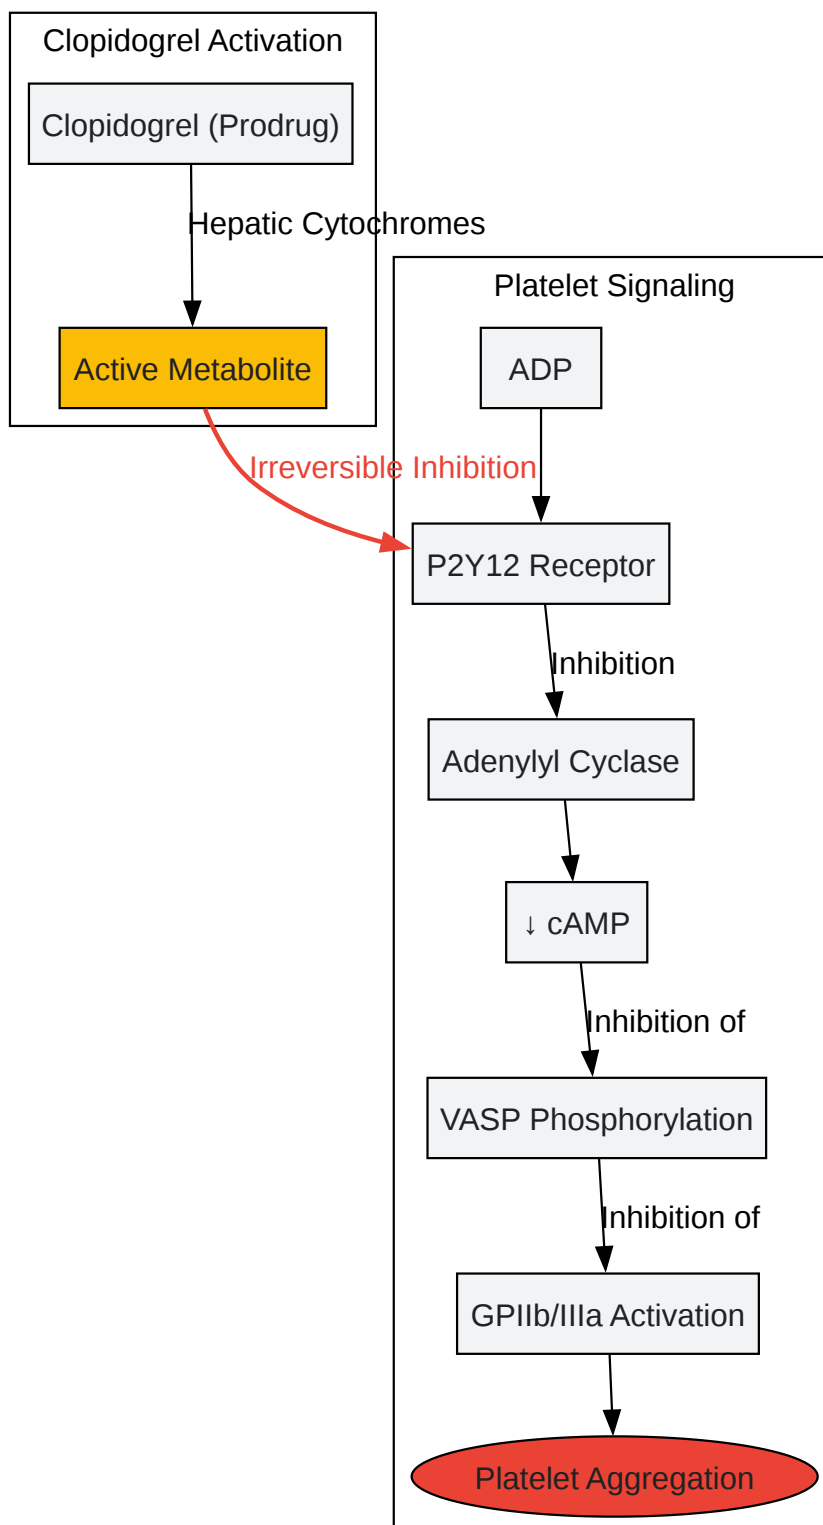 Clopidogrel Activation
Clopidogrel (Prodrug)
Hepatic Cytochromes
Active Metabolite
Irreversible Inhibition
Platelet Signaling
ADP
P2Y12 Receptor
Inhibition
Adenylyl Cyclase
↓ cAMP
Inhibition of
VASP Phosphorylation
Inhibition of
GPIIb/IIIa Activation
Platelet Aggregation